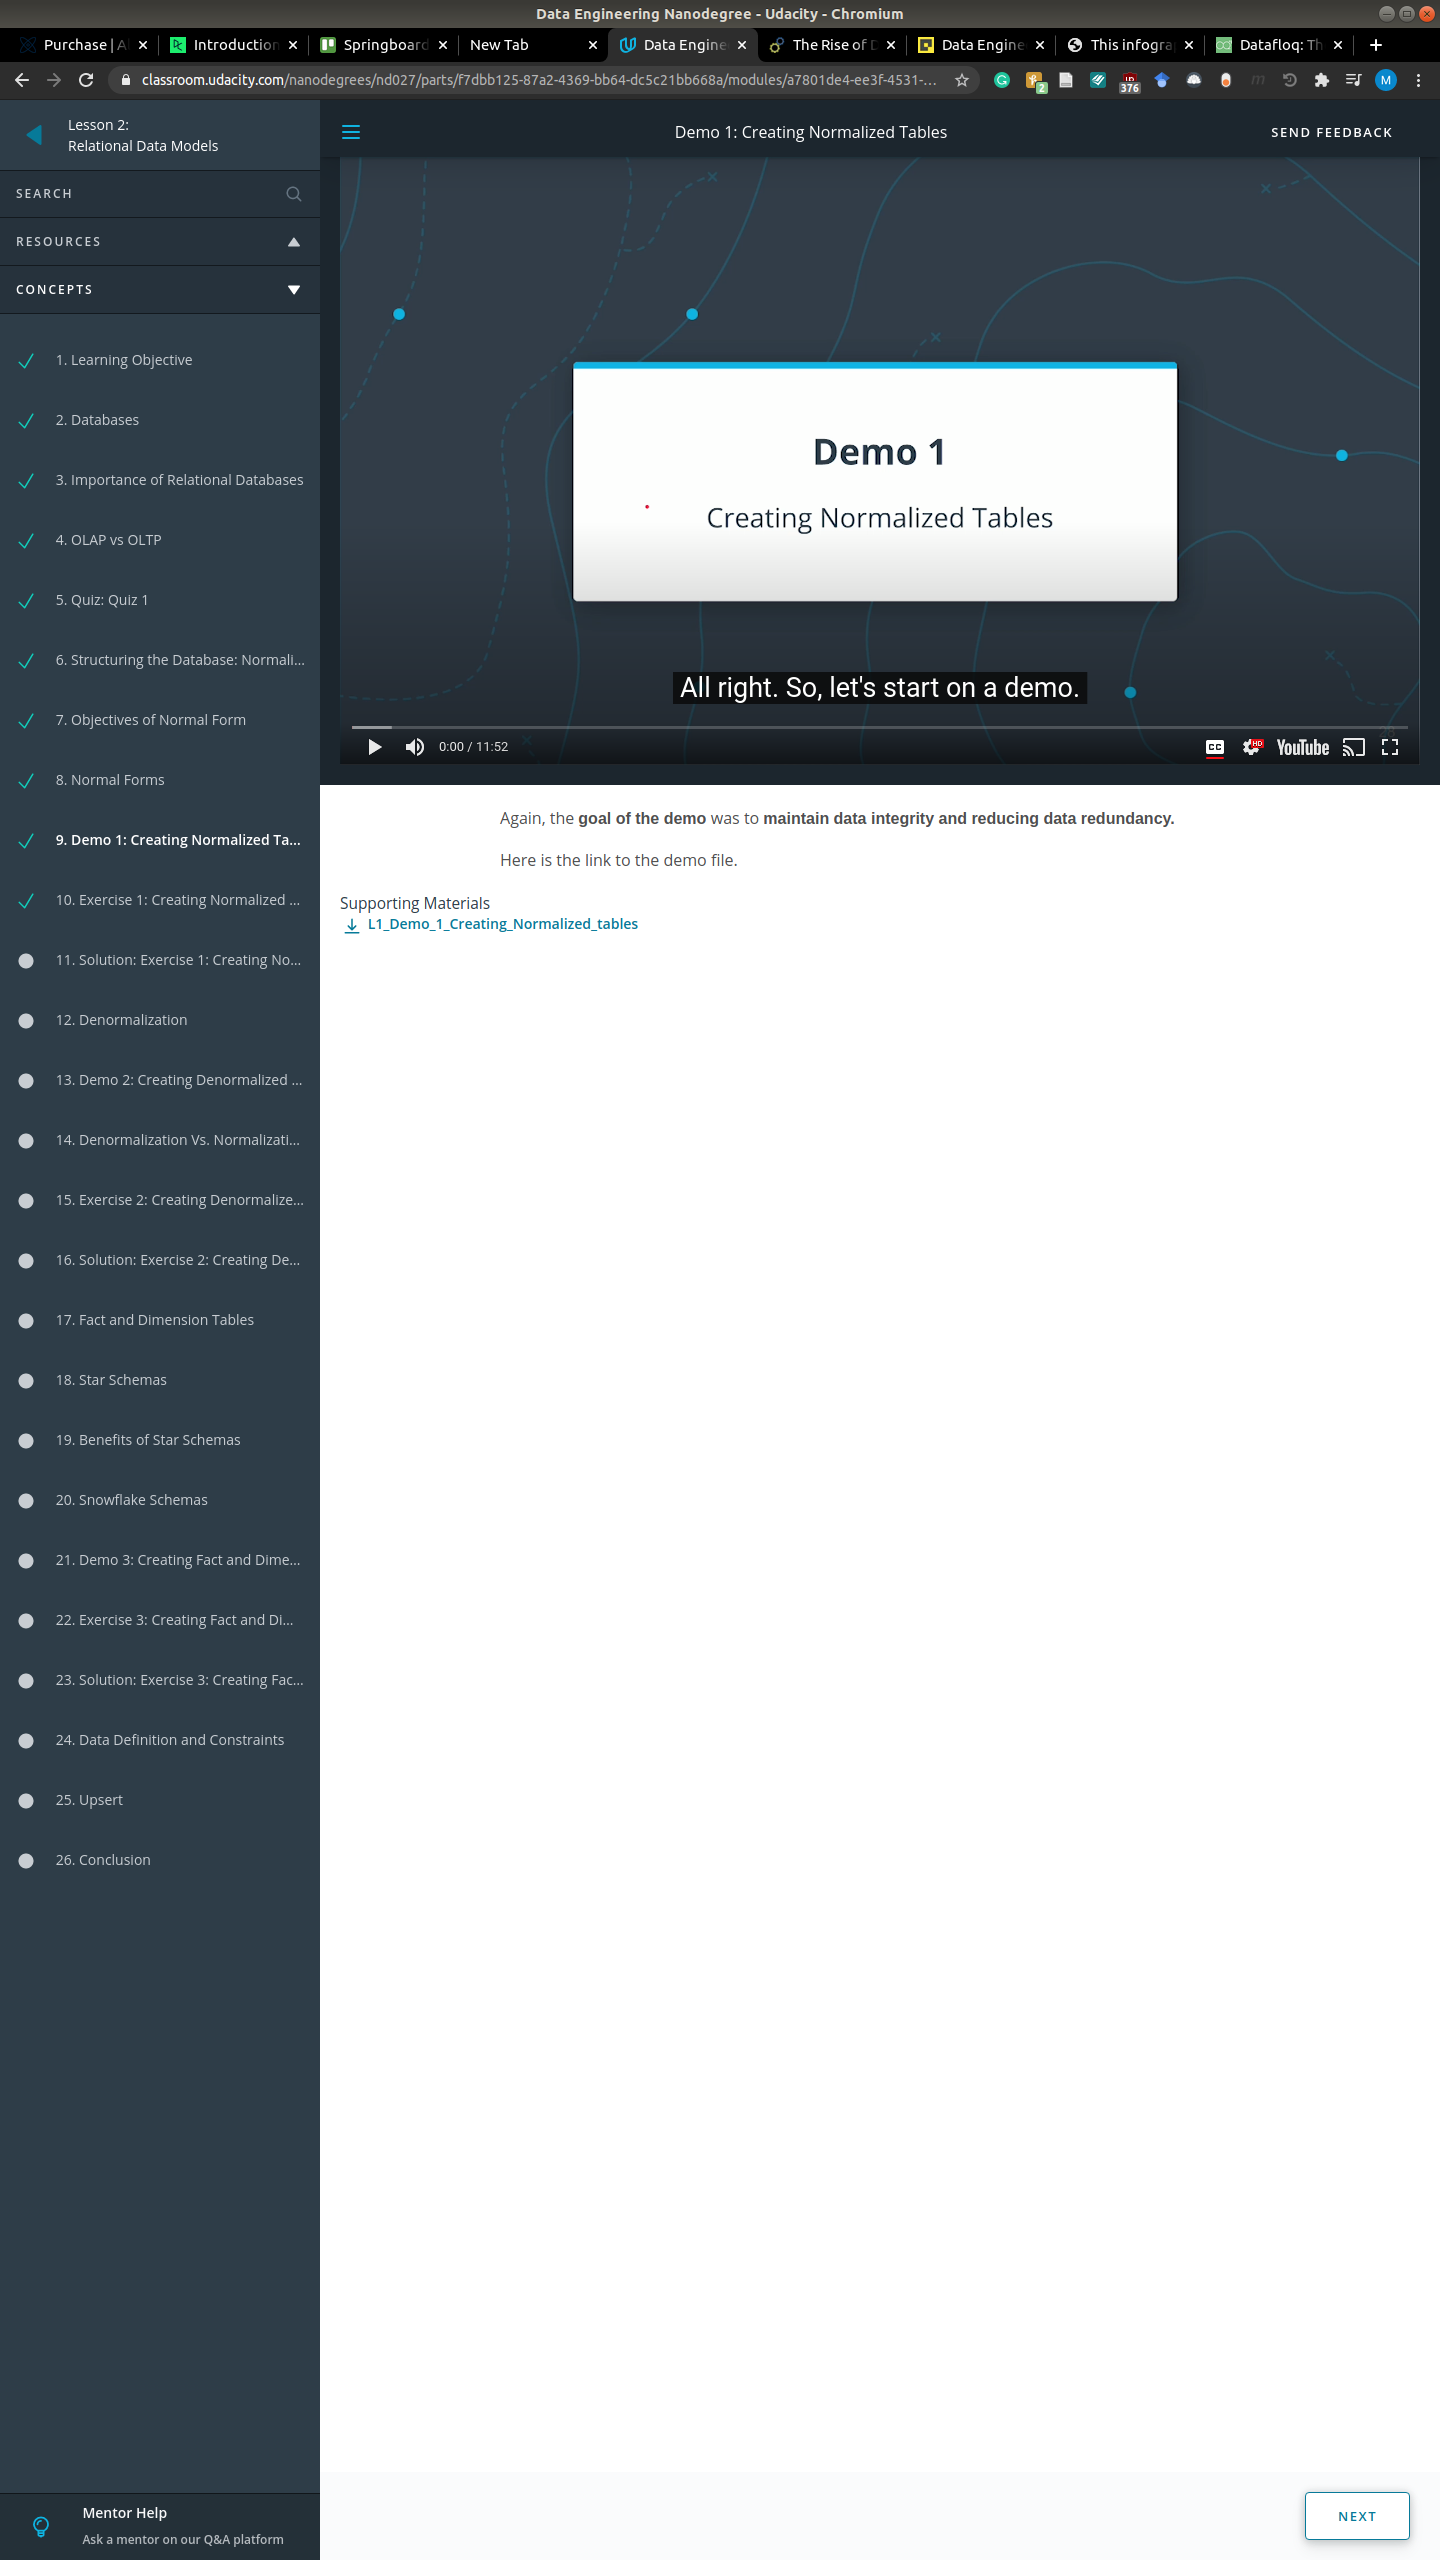 Data Engineering Nanodegree - Udacity - Chromium
Purchase | A
Introduction
Springboard
New Tab
Data Engine
The Rise of D
Data Engine
This infogra
Datafloq: Th
classroom.udacity.com/nanodegrees/nd027/parts/f7dbb125-87a2-4369-bb64-dc5c21bb668a/modules/a7801de4-ee3f-4531-...
2
376
M
Lesson 2:
Relational Data Models
SEARCH
RESOURCES
CONCEPTS
1. Learning Objective
2. Databases
3. Importance of Relational Databases
4. OLAP vs OLTP
5. Quiz: Quiz 1
6. Structuring the Database: Normali...
7. Objectives of Normal Form
8. Normal Forms
9. Demo 1: Creating Normalized Ta...
10. Exercise 1: Creating Normalized ...
11. Solution: Exercise 1: Creating No...
12. Denormalization
13. Demo 2: Creating Denormalized ...
14. Denormalization Vs. Normalizati...
15. Exercise 2: Creating Denormalize...
16. Solution: Exercise 2: Creating De...
17. Fact and Dimension Tables
18. Star Schemas
19. Benefits of Star Schemas
20. Snowflake Schemas
21. Demo 3: Creating Fact and Dime...
22. Exercise 3: Creating Fact and Di...
23. Solution: Exercise 3: Creating Fac...
24. Data Definition and Constraints
25. Upsert
26. Conclusion
Mentor Help
Ask a mentor on our Q&A platform
Demo 1: Creating Normalized Tables
SEND FEEDBACK
Demo 1
Creating Normalized Tables
All right. So, let's start on a demo.
0:00 / 11:52
CC
HD
YouTube
Again, the goal of the demo was to maintain data integrity and reducing data redundancy.
Here is the link to the demo file.
Supporting Materials
L1_Demo_1_Creating_Normalized_tables
NEXT